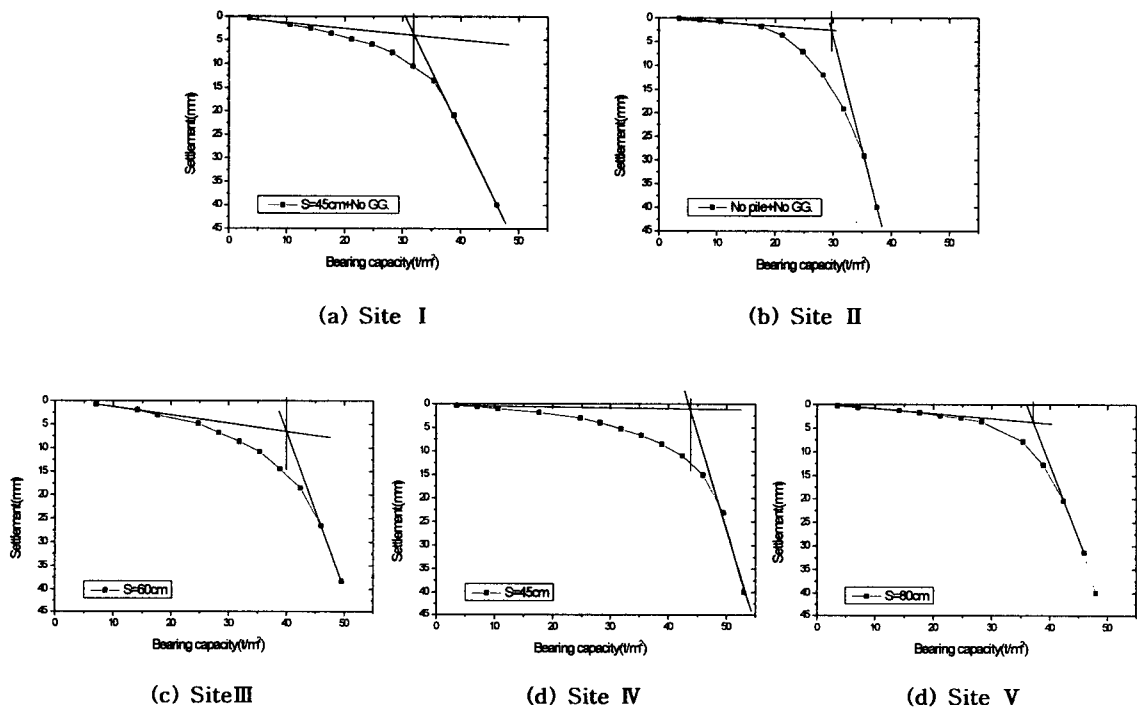 0
5
10
15
20
25
30
35
40
45
Settlement(mm)
S=45cm+No GG.
0 10 20 30 40 50
Bearing capacity(t/m²)
(a) Site Ⅰ
0
5
10
15
20
25
30
35
40
45
Settlement(mm)
No pile+No GG.
0 10 20 30 40 50
Bearing capacity(t/m²)
(b) Site Ⅱ
0
5
10
15
20
25
30
35
40
45
Settlement(mm)
S=60cm
0 10 20 30 40 50
Bearing capacity(t/m²)
(c) SiteⅢ
0
5
10
15
20
25
30
35
40
45
Settlement(mm)
S=45cm
0 10 20 30 40 50
Bearing capacity(t/m²)
(d) Site Ⅳ
0
5
10
15
20
25
30
35
40
45
Settlement(mm)
S=80cm
0 10 20 30 40 50
Bearing capacity(t/m²)
(d) Site Ⅴ